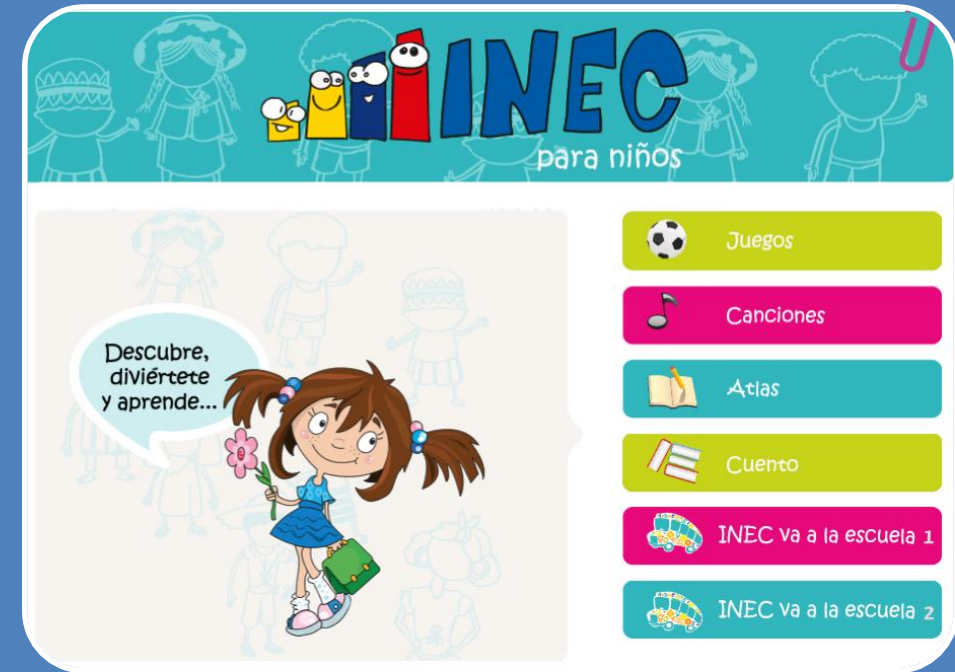 INEC
para niños
Descubre,
diviértete
y aprende...
Juegos
Canciones
Atlas
Cuento
INEC va a la escuela 1
INEC va a la escuela 2